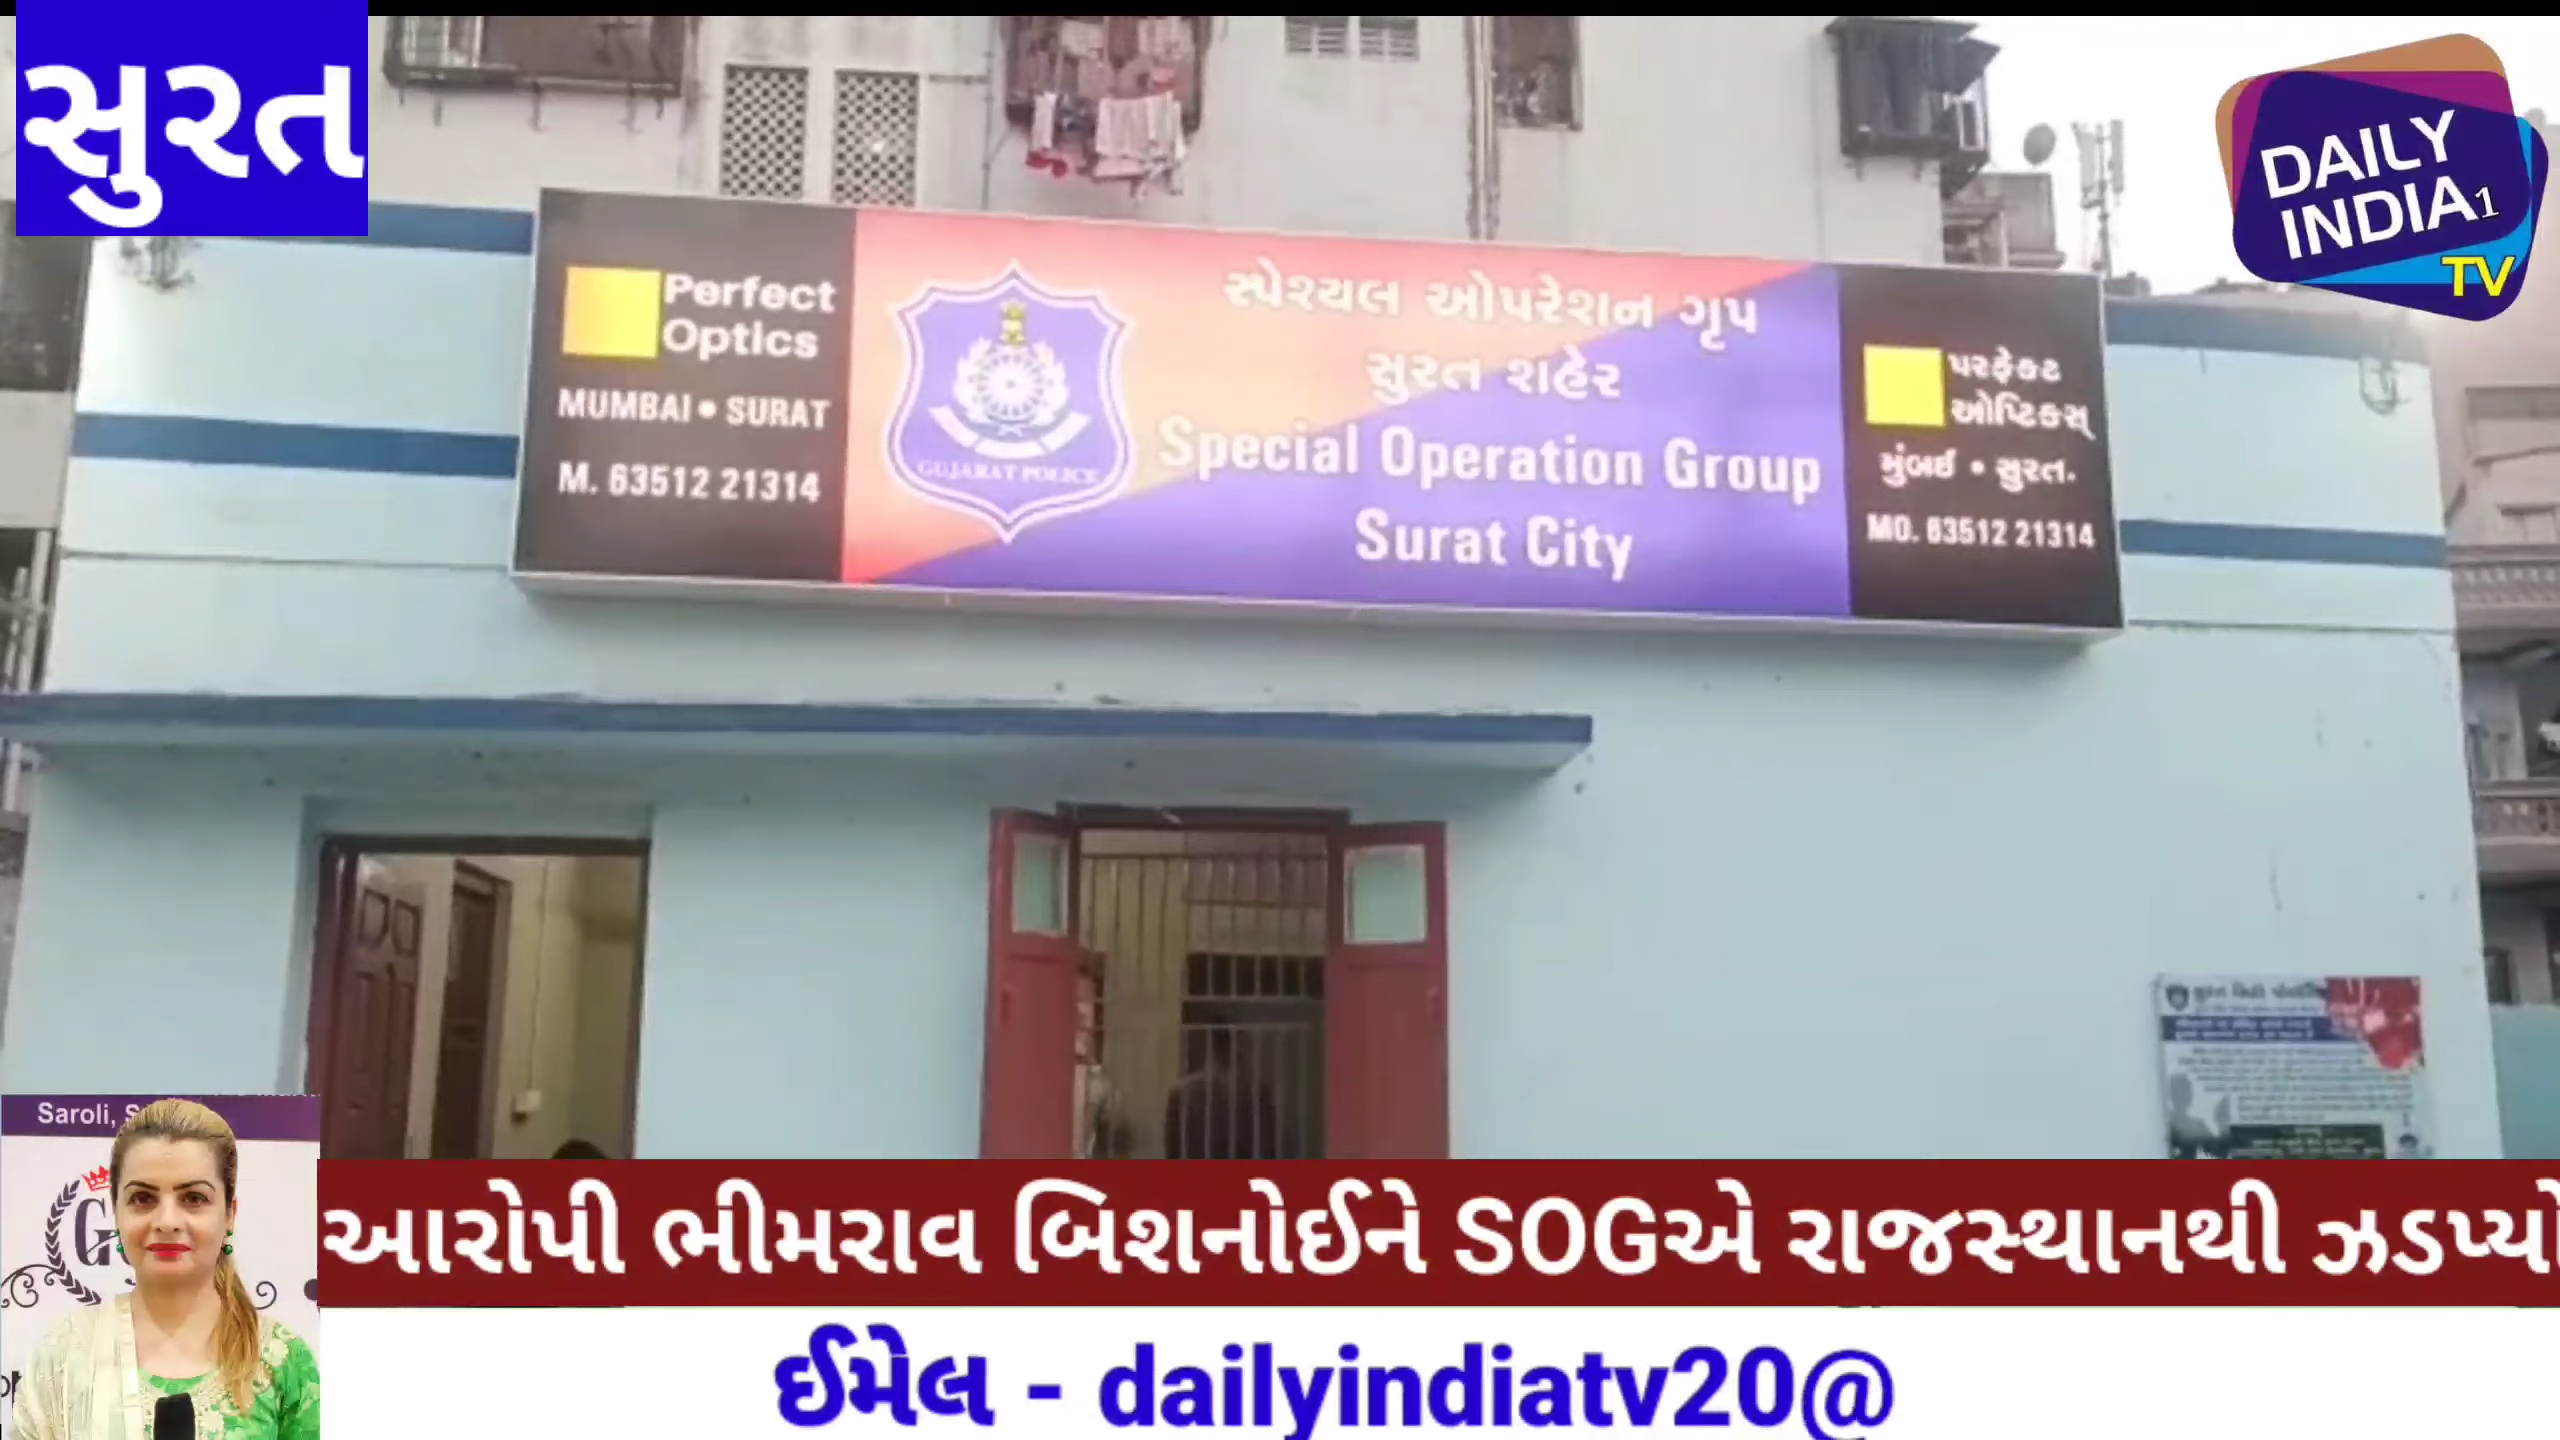 સુરત
DAILY
INDIA1
TV
Perfect
Optics
MUMBAI • SURAT
M. 63512 21314
GUJARAT POLICE
સ્પેશ્યલ ઓપરેશન ગૃપ
સુરત શહેર
Special Operation Group
Surat City
પરફેકટ
ઓપ્ટિકસ્
મુંબઈ • સુરત.
MO. 63512 21314
Saroli,
આરોપી ભીમરાવ બિશનોઈને SOGએ રાજસ્થાનથી ઝડપ્યો
ઈમેલ - dailyindiatv20@